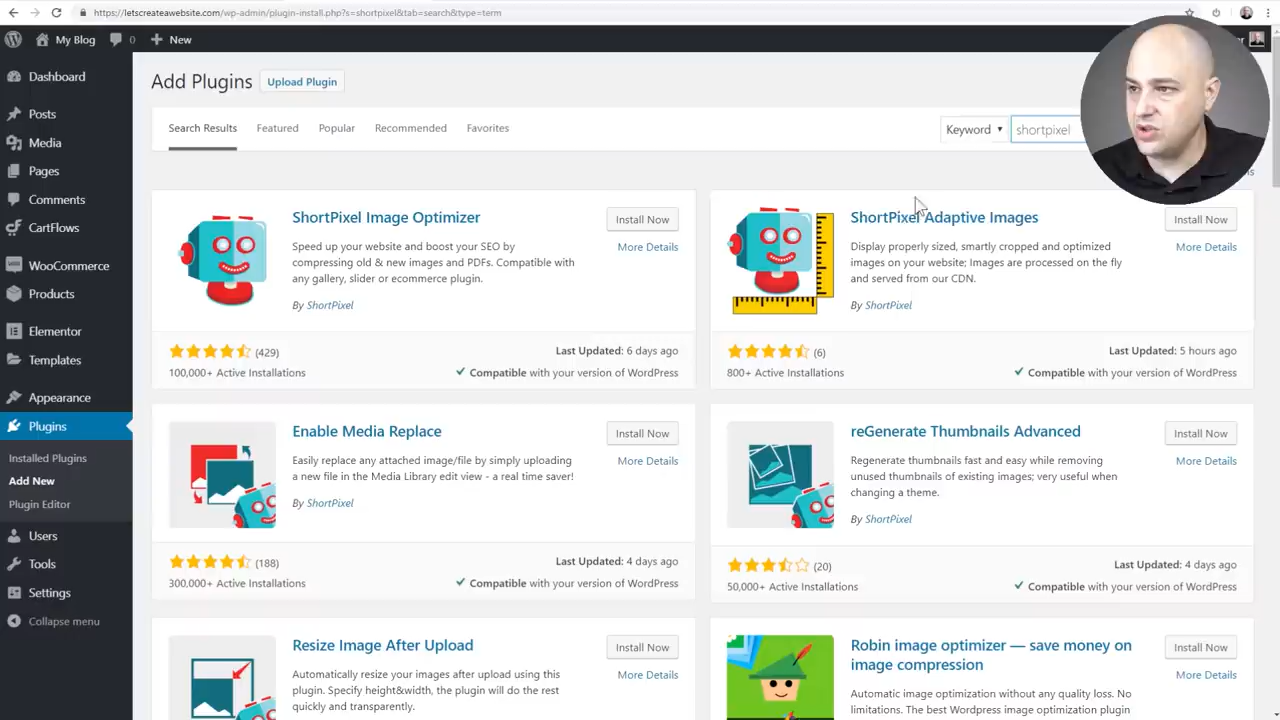 https://letscreateawebsite.com/wp-admin/plugin-install.php?s=shortpixel&tab=search&type=term
My Blog
New
Dashboard
Posts
Media
Pages
Comments
CartFlows
WooCommerce
Products
Elementor
Templates
Appearance
Plugins
Installed Plugins
Add New
Plugin Editor
Users
Tools
Settings
Collapse menu
Add Plugins
Upload Plugin
Search Results
Featured
Popular
Recommended
Favorites
Keyword
shortpixel
ShortPixel Image Optimizer
Install Now
More Details
Speed up your website and boost your SEO by
compressing old & new images and PDFs. Compatible with
any gallery, slider or ecommerce plugin.
By ShortPixel
(429)
Last Updated: 6 days ago
100,000+ Active Installations
Compatible with your version of WordPress
ShortPixel Adaptive Images
Install Now
More Details
Display properly sized, smartly cropped and optimized
images on your website; Images are processed on the fly
and served from our CDN.
By ShortPixel
(6)
Last Updated: 5 hours ago
800+ Active Installations
Compatible with your version of WordPress
Enable Media Replace
Install Now
More Details
Easily replace any attached image/file by simply uploading
a new file in the Media Library edit view - a real time saver!
By ShortPixel
(188)
Last Updated: 4 days ago
300,000+ Active Installations
Compatible with your version of WordPress
reGenerate Thumbnails Advanced
Install Now
More Details
Regenerate thumbnails fast and easy while removing
unused thumbnails of existing images; very useful when
changing a theme.
By ShortPixel
(20)
Last Updated: 4 days ago
50,000+ Active Installations
Compatible with your version of WordPress
Resize Image After Upload
Install Now
More Details
Automatically resize your images after upload using this
plugin. Specify height&width, the plugin will do the rest
quickly and transparently.
Robin image optimizer — save money on
image compression
Install Now
More Details
Automatic image optimization without any quality loss. No
limitations. The best Wordpress image optimization plugin